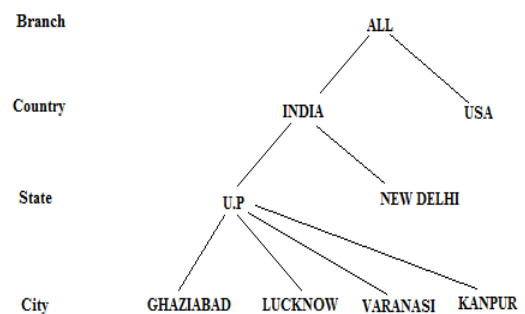 Branch ALL
Country INDIA USA
State U.P NEW DELHI
City GHAZIABAD LUCKNOW VARANASI KANPUR